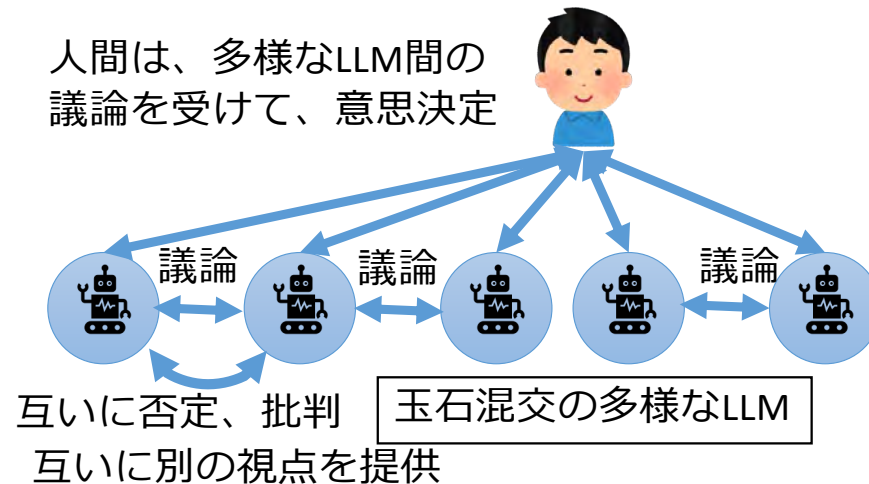 人間は、多様なLLM間の
議論を受けて、意思決定
議論
議論
議論
互いに否定、批判
玉石混交の多様なLLM
互いに別の視点を提供